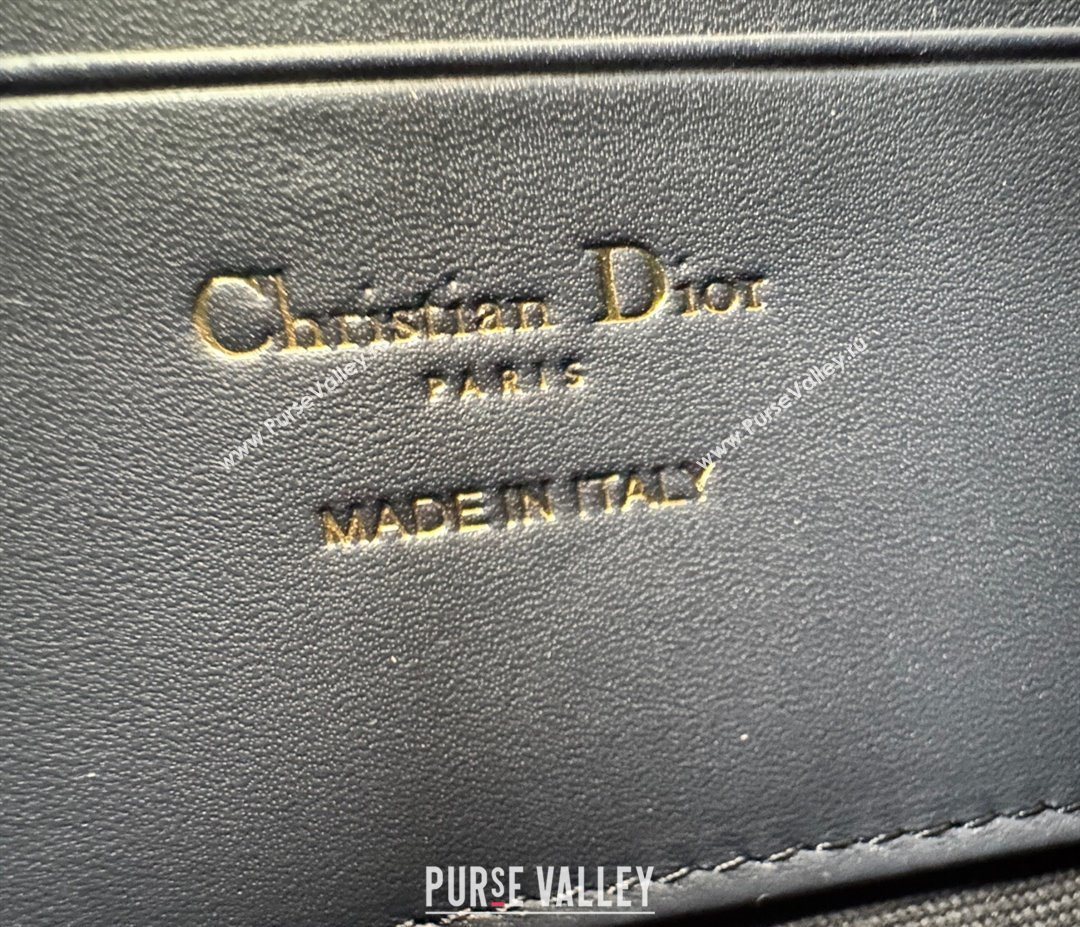 Christian Dior
PARIS
www.PurseValley.ru
www.PurseValley.ru
MADE IN ITALY
PURSE VALLEY